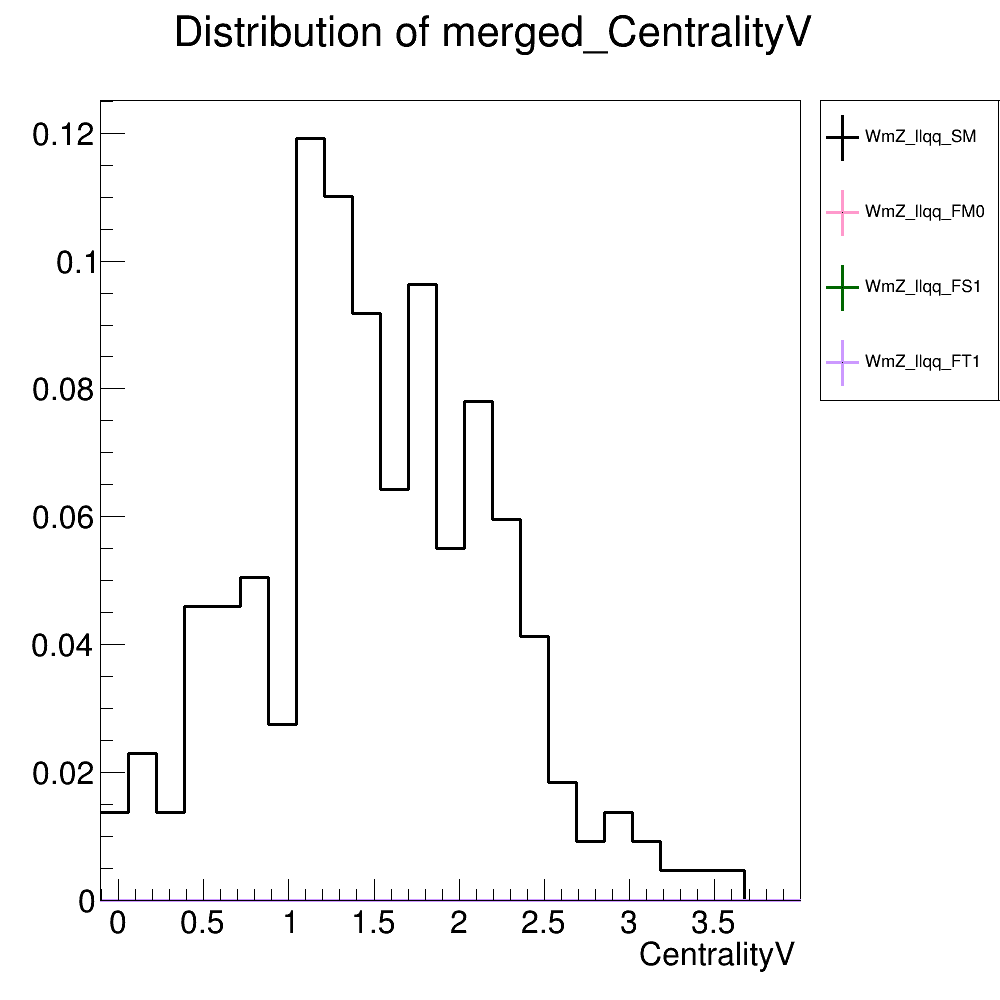 Distribution of merged_CentralityV
0.12
0.1
0.08
0.06
0.04
0.02
0
0 0.5 1 1.5 2 2.5 3 3.5
CentralityV
WmZ_llqq_SM
WmZ_llqq_FM0
WmZ_llqq_FS1
WmZ_llqq_FT1